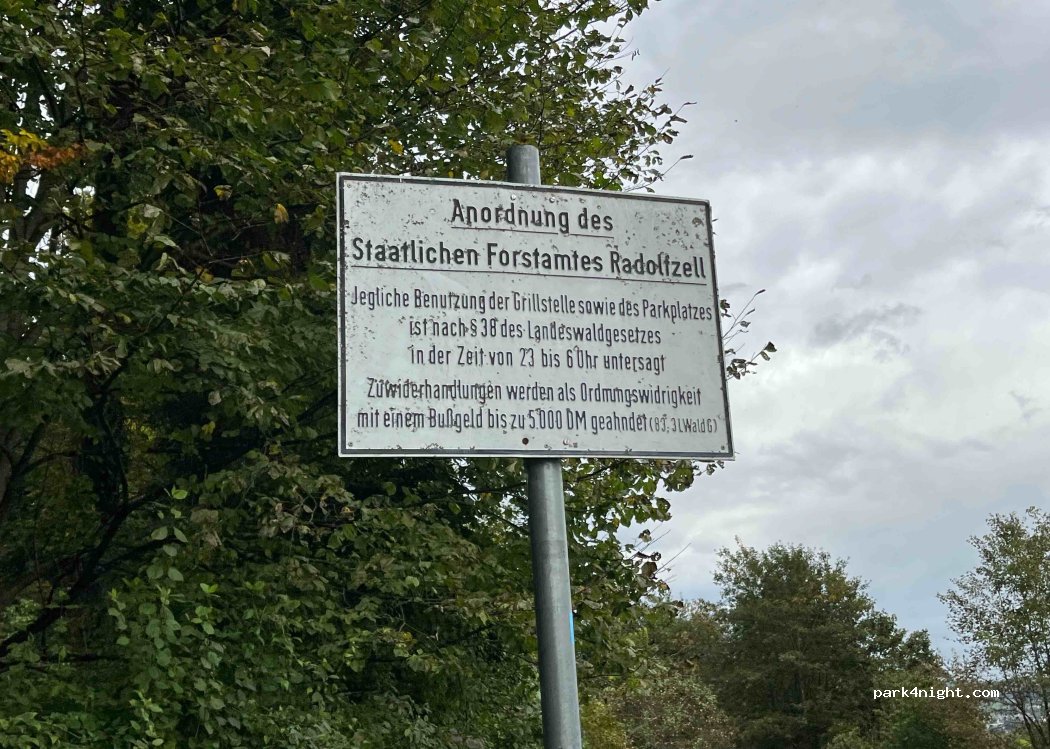 Anordnung des
Staatlichen Forstamtes Radolfzell
Jegliche Benutzung der Grillstelle sowie des Parkplatzes
ist nach § 38 des Landeswaldgesetzes
in der Zeit von 23 bis 6 Uhr untersagt
Zuwiderhandlungen werden als Ordnungswidrigkeit
mit einem Bußgeld bis zu 5.000 DM geahndet (83, 3 LWaldG)
park4night.com